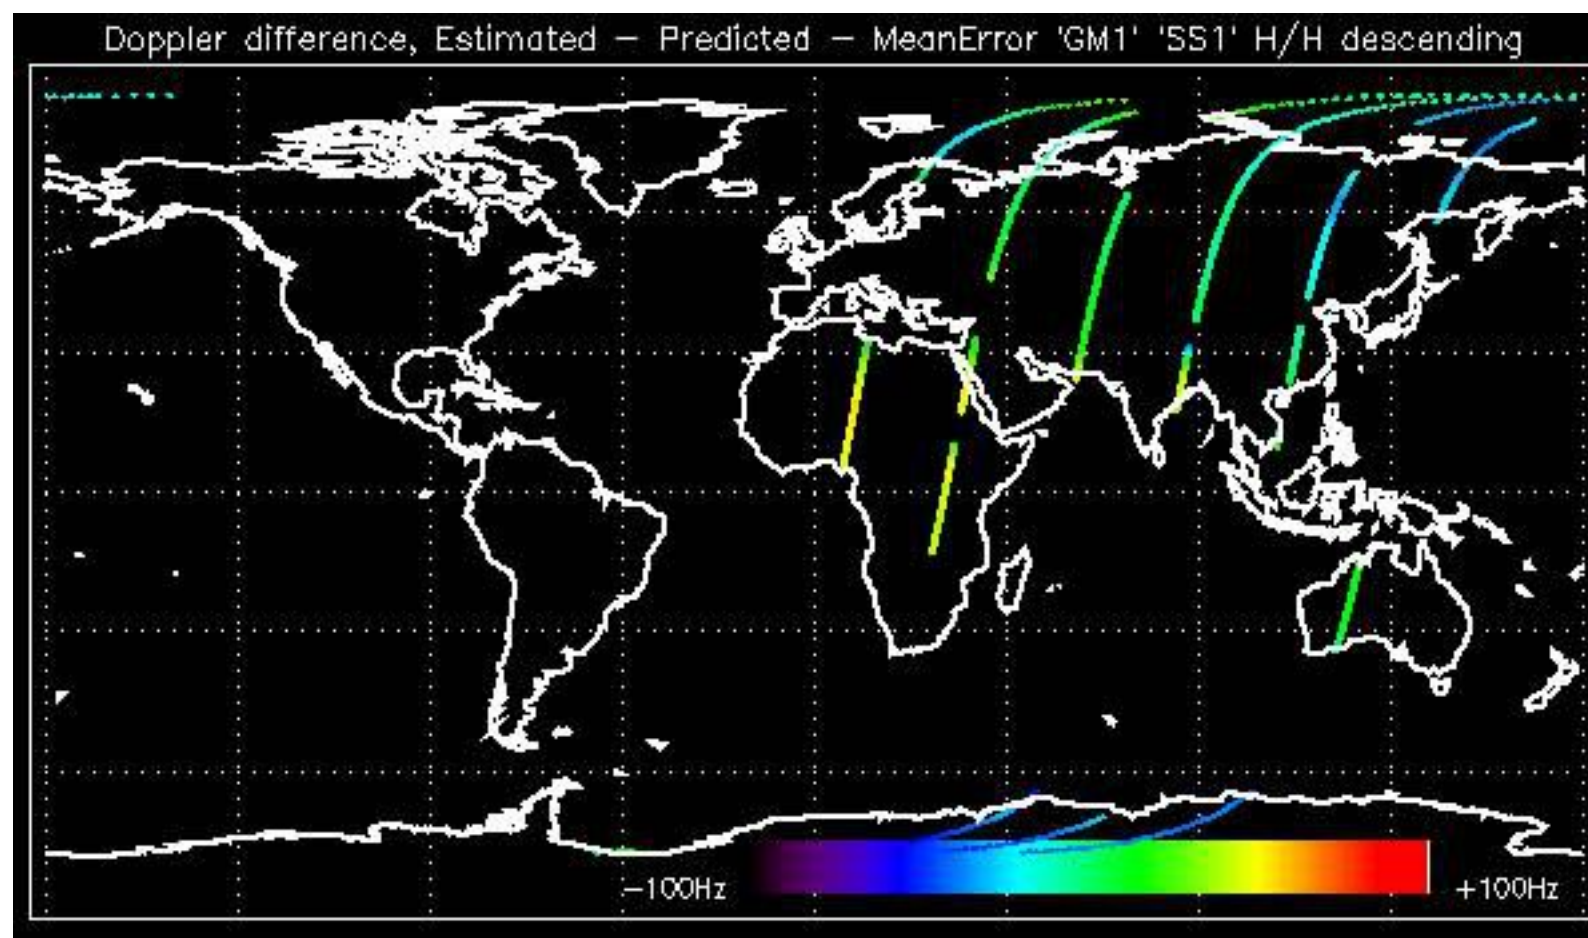 Doppler difference, Estimated – Predicted – MeanError 'GM1' 'SS1' H/H descending
−100Hz +100Hz